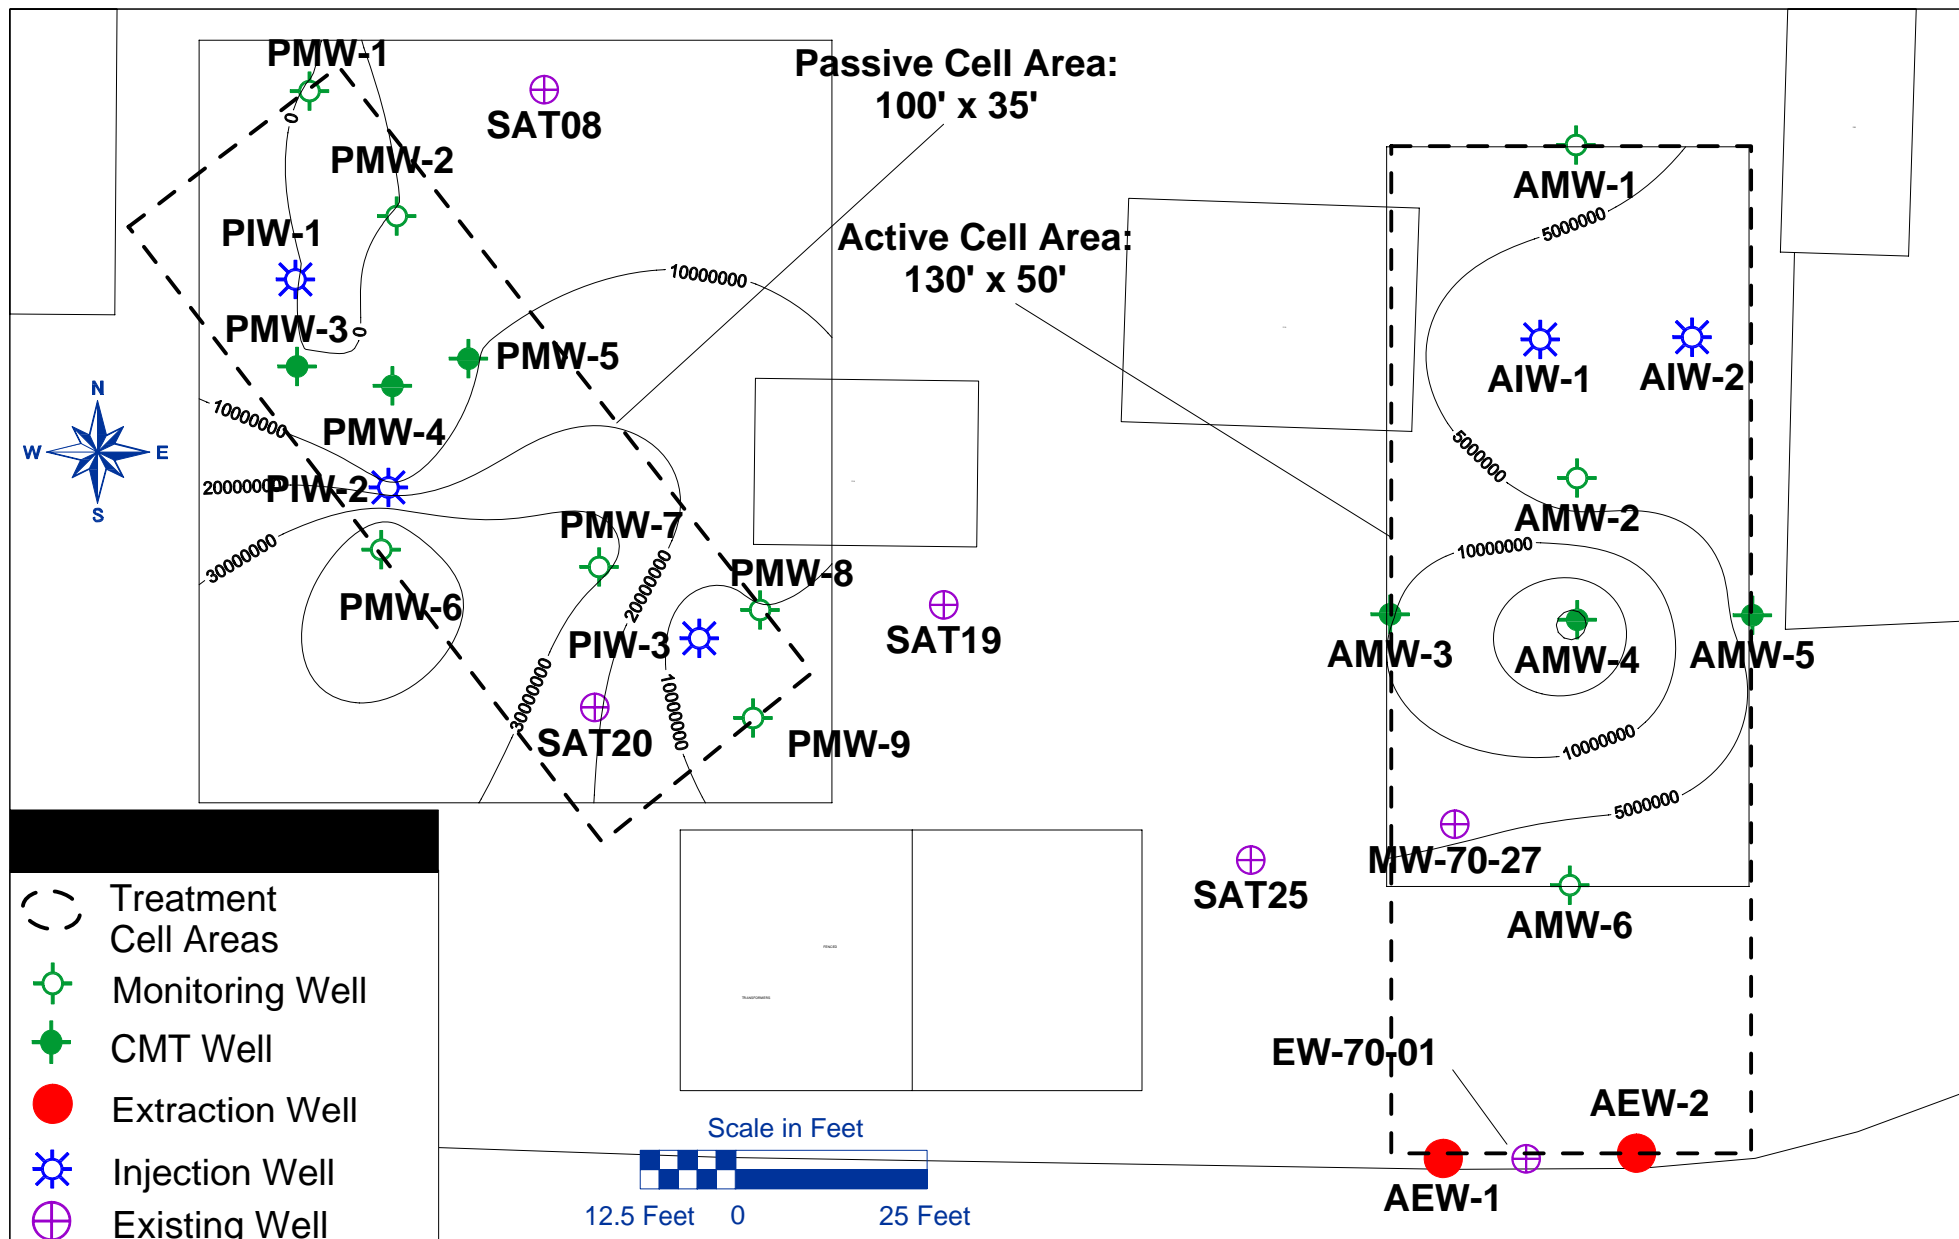 PMW-1
SAT08
Passive Cell Area:
100' x 35'
0
PMW-2
AMW-1
5000000
PIW-1
Active Cell Area:
130' x 50'
10000000
0
PMW-3
PMW-5
AIW-1
AIW-2
10000000
PMW-4
5000000
N
W
E
S
20000000
PIW-2
PMW-7
AMW-2
10000000
30000000
20000000
PMW-8
PMW-6
PIW-3
SAT19
AMW-3
AMW-4
AMW-5
30000000
10000000
SAT20
PMW-9
10000000
5000000
MW-70-27
SAT25
AMW-6
Treatment
Cell Areas
Monitoring Well
CMT Well
Extraction Well
Injection Well
Existing Well
FENCED
TRANSFORMERS
EW-70-01
AEW-2
AEW-1
Scale in Feet
12.5 Feet
0
25 Feet